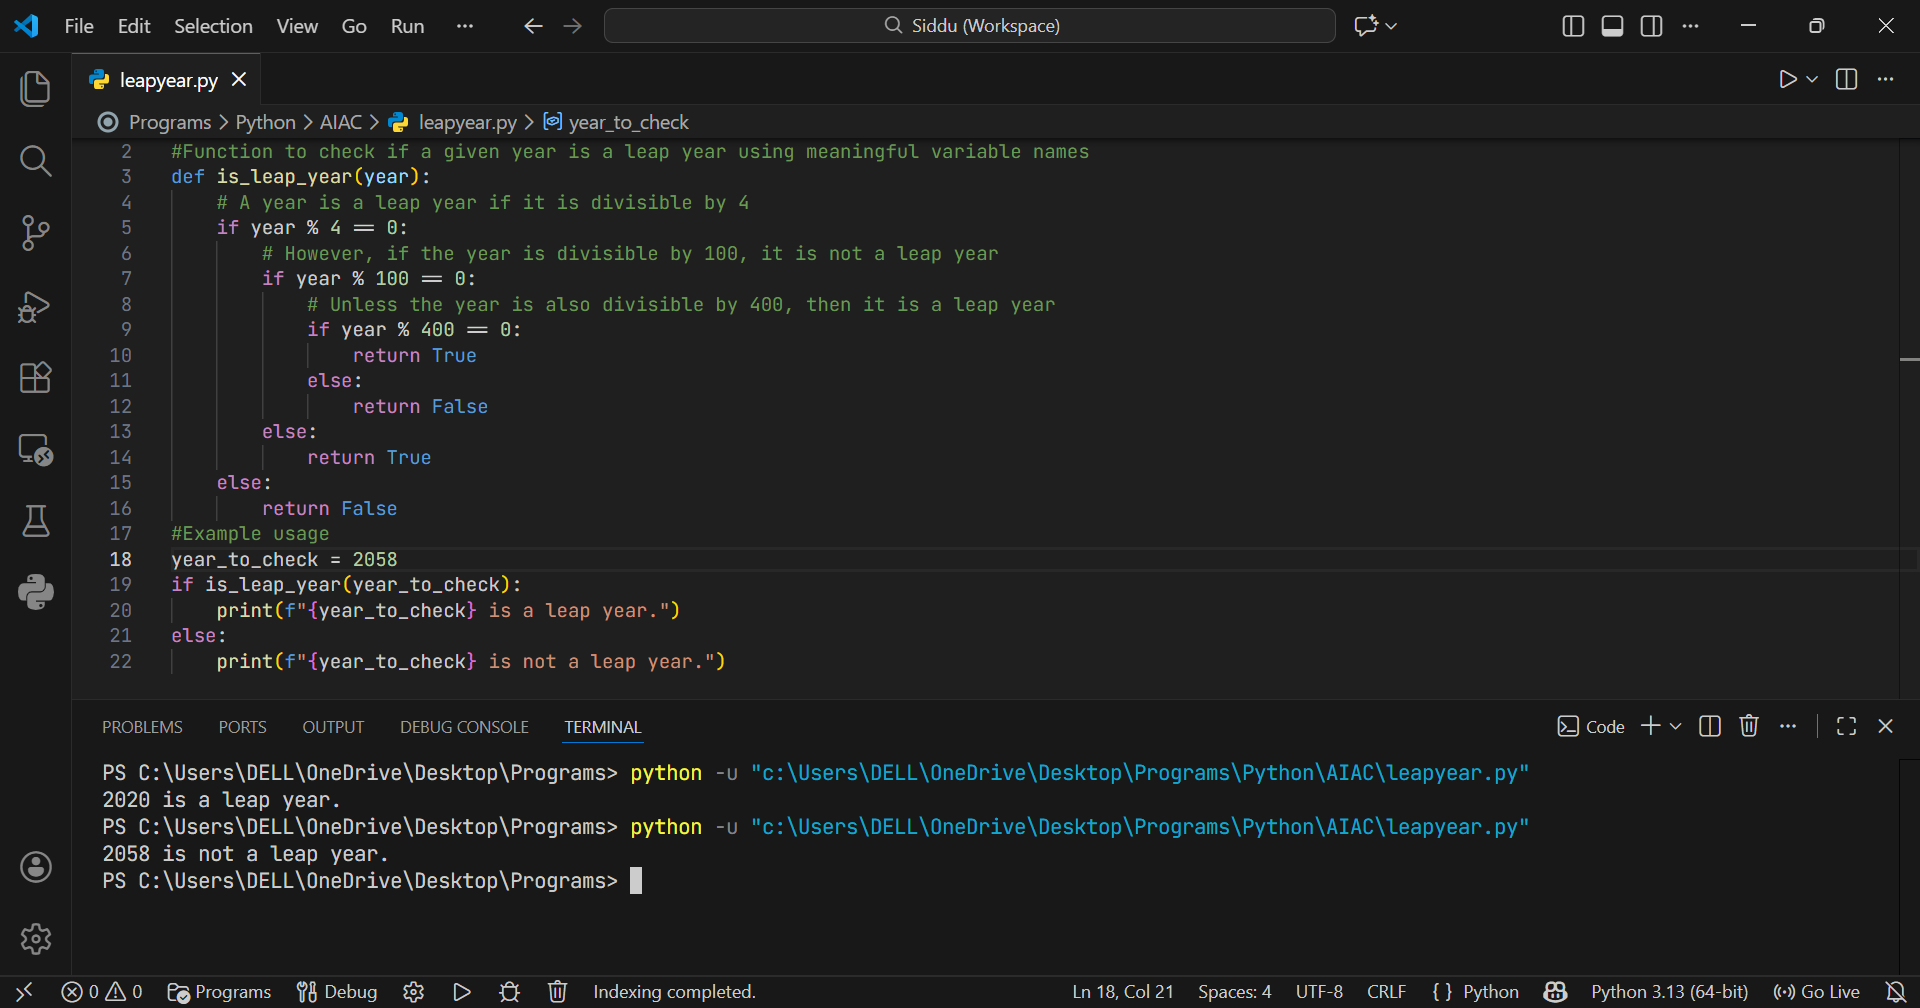 File Edit Selection View Go Run ··· Siddu (Workspace)
leapyear.py
Programs > Python > AIAC > leapyear.py > year_to_check
2 #Function to check if a given year is a leap year using meaningful variable names
3 def is_leap_year(year):
4     # A year is a leap year if it is divisible by 4
5     if year % 4 == 0:
6         # However, if the year is divisible by 100, it is not a leap year
7         if year % 100 == 0:
8             # Unless the year is also divisible by 400, then it is a leap year
9             if year % 400 == 0:
10                 return True
11             else:
12                 return False
13         else:
14             return True
15     else:
16         return False
17 #Example usage
18 year_to_check = 2058
19 if is_leap_year(year_to_check):
20     print(f"{year_to_check} is a leap year.")
21 else:
22     print(f"{year_to_check} is not a leap year.")
PROBLEMS PORTS OUTPUT DEBUG CONSOLE TERMINAL Code
PS C:\Users\DELL\OneDrive\Desktop\Programs> python -u "c:\Users\DELL\OneDrive\Desktop\Programs\Python\AIAC\leapyear.py"
2020 is a leap year.
PS C:\Users\DELL\OneDrive\Desktop\Programs> python -u "c:\Users\DELL\OneDrive\Desktop\Programs\Python\AIAC\leapyear.py"
2058 is not a leap year.
PS C:\Users\DELL\OneDrive\Desktop\Programs>
0 0 Programs Debug Indexing completed. Ln 18, Col 21 Spaces: 4 UTF-8 CRLF { } Python Python 3.13 (64-bit) Go Live